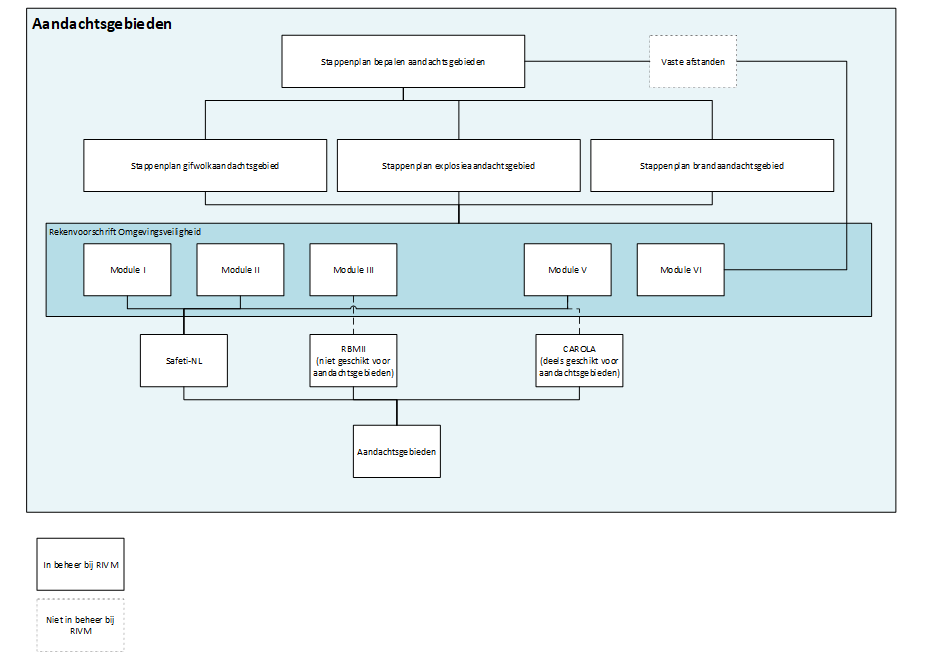 Aandachtsgebieden
Stappenplan bepalen aandachtsgebieden
Vaste afstanden
Stappenplan gifwolkaandachtsgebied
Stappenplan explosieaandachtsgebied
Stappenplan brandaandachtsgebied
Rekenvoorschrift Omgevingsveiligheid
Module I
Module II
Module III
Module V
Module VI
Safeti-NL
RBMII
(niet geschikt voor
aandachtsgebieden)
CAROLA
(deels geschikt voor
aandachtsgebieden)
Aandachtsgebieden
In beheer bij RIVM
Niet in beheer bij
RIVM